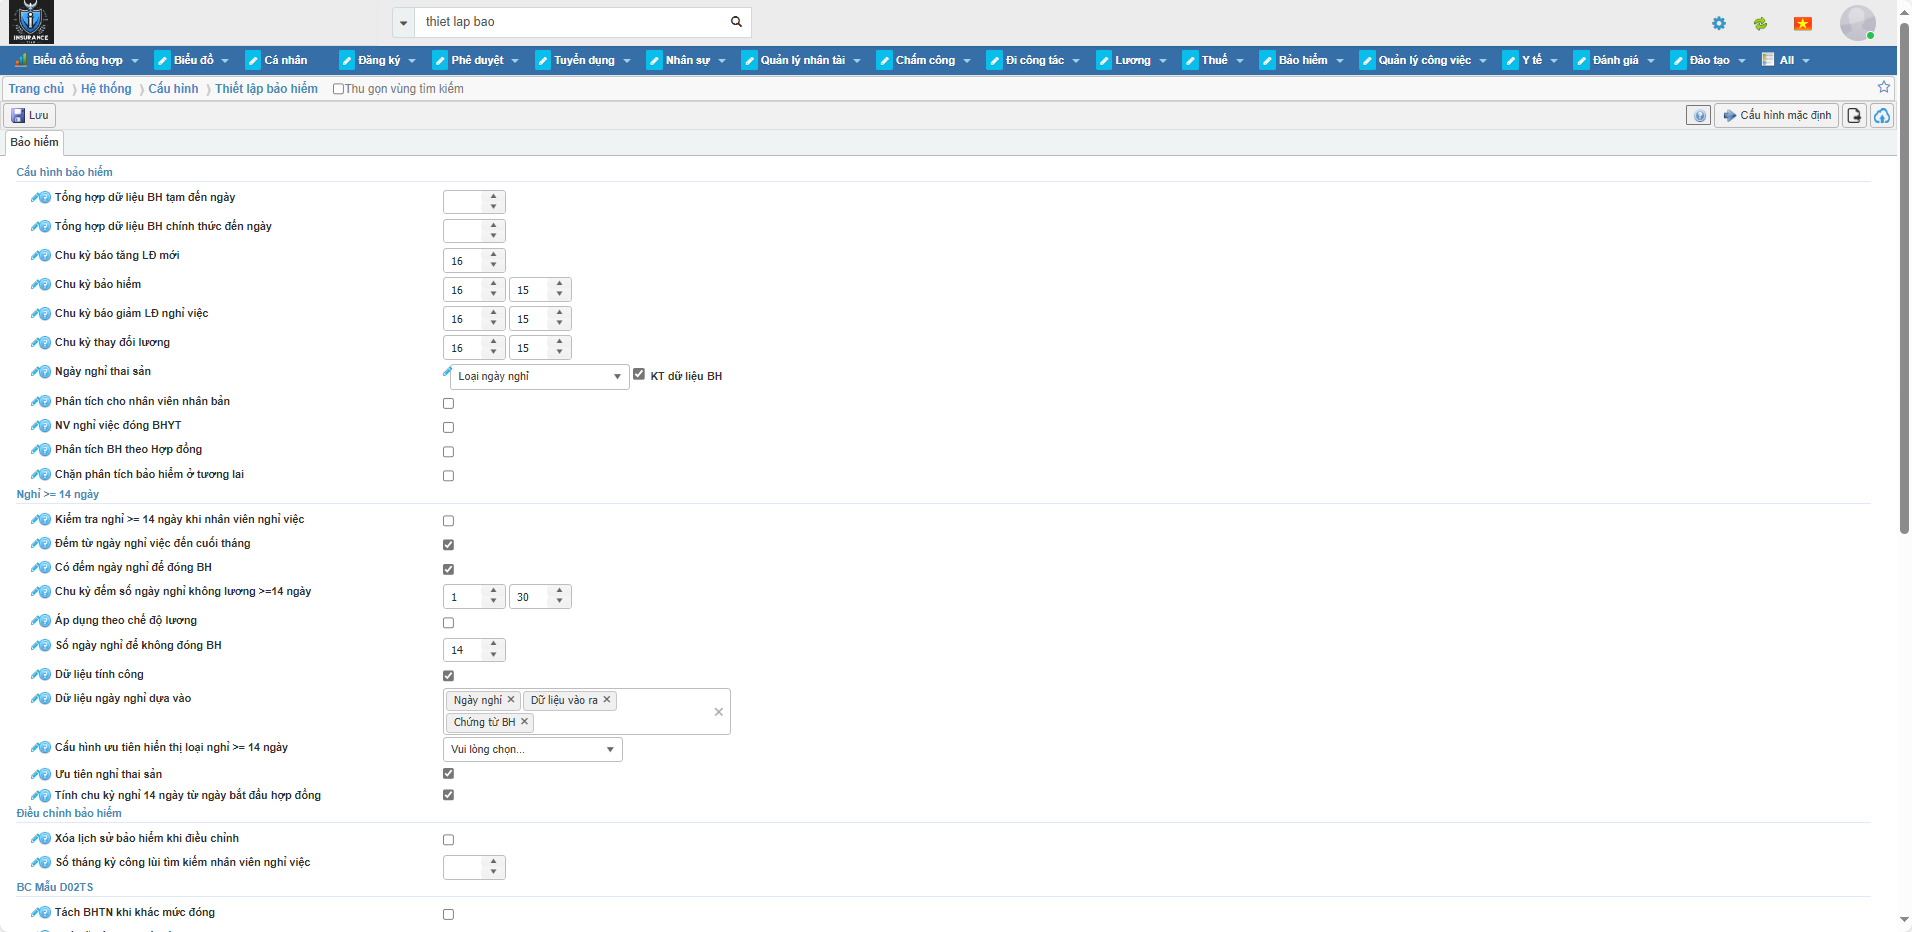 INSURANCE
thiet lap bao
Biểu đồ tổng hợp Biểu đồ Cá nhân Đăng ký Phê duyệt Tuyển dụng Nhân sự Quản lý nhân tài Chấm công Đi công tác Lương Thuế Bảo hiểm Quản lý công việc Y tế Đánh giá Đào tạo All
Trang chủ Hệ thống Cấu hình Thiết lập bảo hiểm Thu gọn vùng tìm kiếm
Lưu Cấu hình mặc định
Bảo hiểm
Cấu hình bảo hiểm
Tổng hợp dữ liệu BH tạm đến ngày
Tổng hợp dữ liệu BH chính thức đến ngày
Chu kỳ báo tăng LĐ mới 16
Chu kỳ bảo hiểm 16 15
Chu kỳ báo giảm LĐ nghỉ việc 16 15
Chu kỳ thay đổi lương 16 15
Ngày nghỉ thai sản Loại ngày nghỉ KT dữ liệu BH
Phân tích cho nhân viên nhân bản
NV nghỉ việc đóng BHYT
Phân tích BH theo Hợp đồng
Chặn phân tích bảo hiểm ở tương lai
Nghỉ >= 14 ngày
Kiểm tra nghỉ >= 14 ngày khi nhân viên nghỉ việc
Đếm từ ngày nghỉ việc đến cuối tháng
Có đếm ngày nghỉ để đóng BH
Chu kỳ đếm số ngày nghỉ không lương >=14 ngày 1 30
Áp dụng theo chế độ lương
Số ngày nghỉ để không đóng BH 14
Dữ liệu tính công
Dữ liệu ngày nghỉ dựa vào Ngày nghỉ Dữ liệu vào ra
Chứng từ BH
Cấu hình ưu tiên hiển thị loại nghỉ >= 14 ngày Vui lòng chọn...
Ưu tiên nghỉ thai sản
Tính chu kỳ nghỉ 14 ngày từ ngày bắt đầu hợp đồng
Điều chỉnh bảo hiểm
Xóa lịch sử bảo hiểm khi điều chỉnh
Số tháng kỳ công lùi tìm kiếm nhân viên nghỉ việc
BC Mẫu D02TS
Tách BHTN khi khác mức đóng